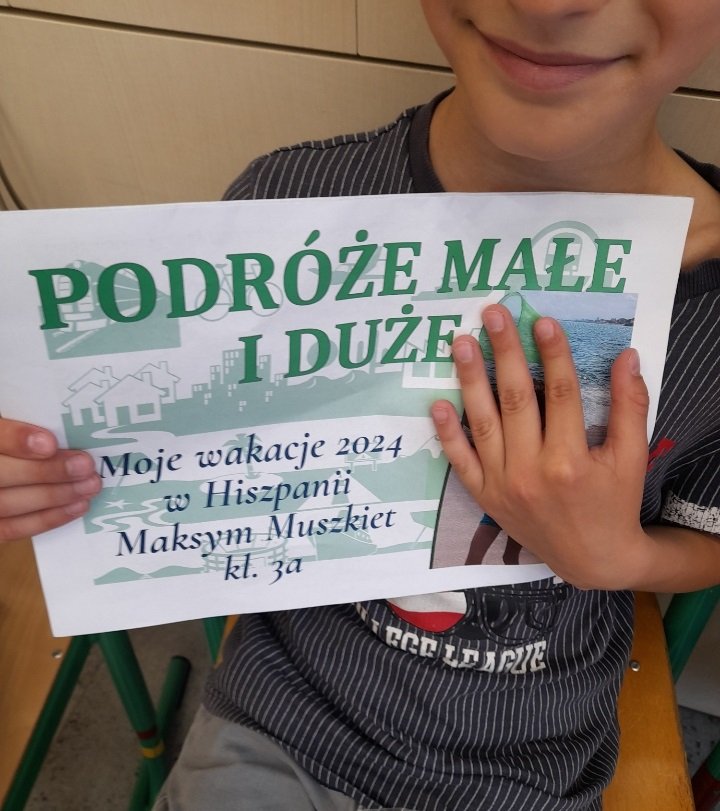 PODRÓŻE MAŁE
I DUŻE
Moje wakacje 2024
w Hiszpanii
Maksym Muszkiet
kl. 3a
LEAGUE